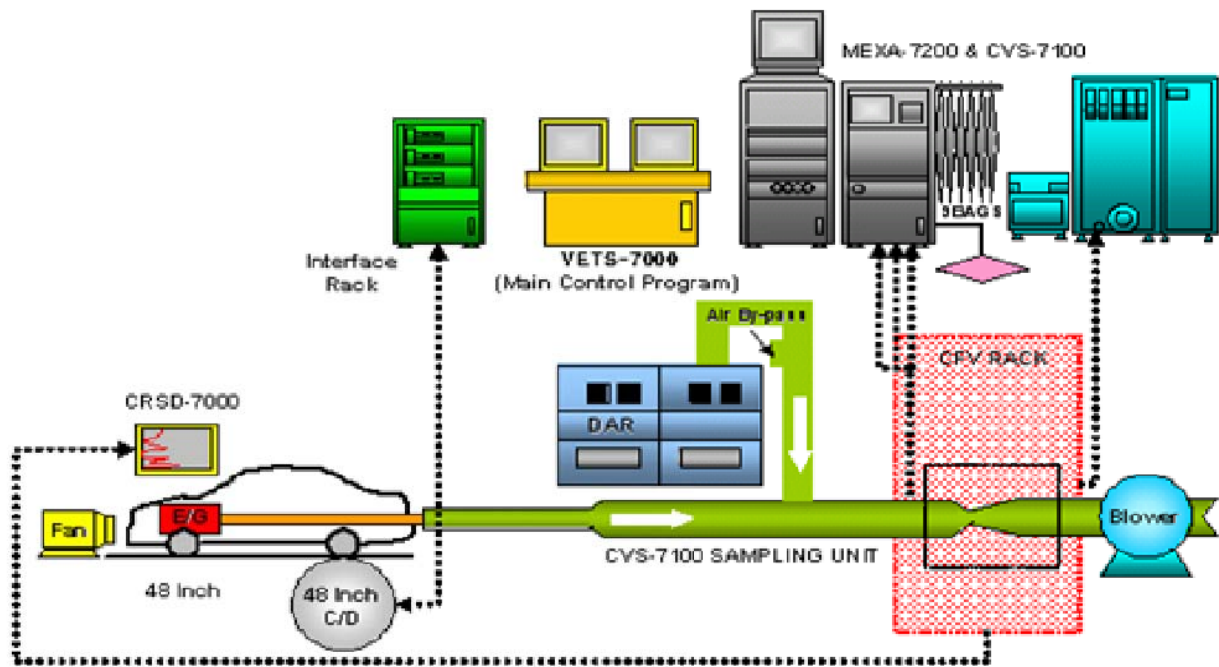 MEXA-7200 & CVS-7100
3BAGS
Interface
Rack
VETS-7000
(Main Control Program)
Air By-pass
CFV RACK
CRSD-7000
DAR
E/G
Fan
Blower
CVS-7100 SAMPLING UNIT
48 Inch
48 Inch
C/D